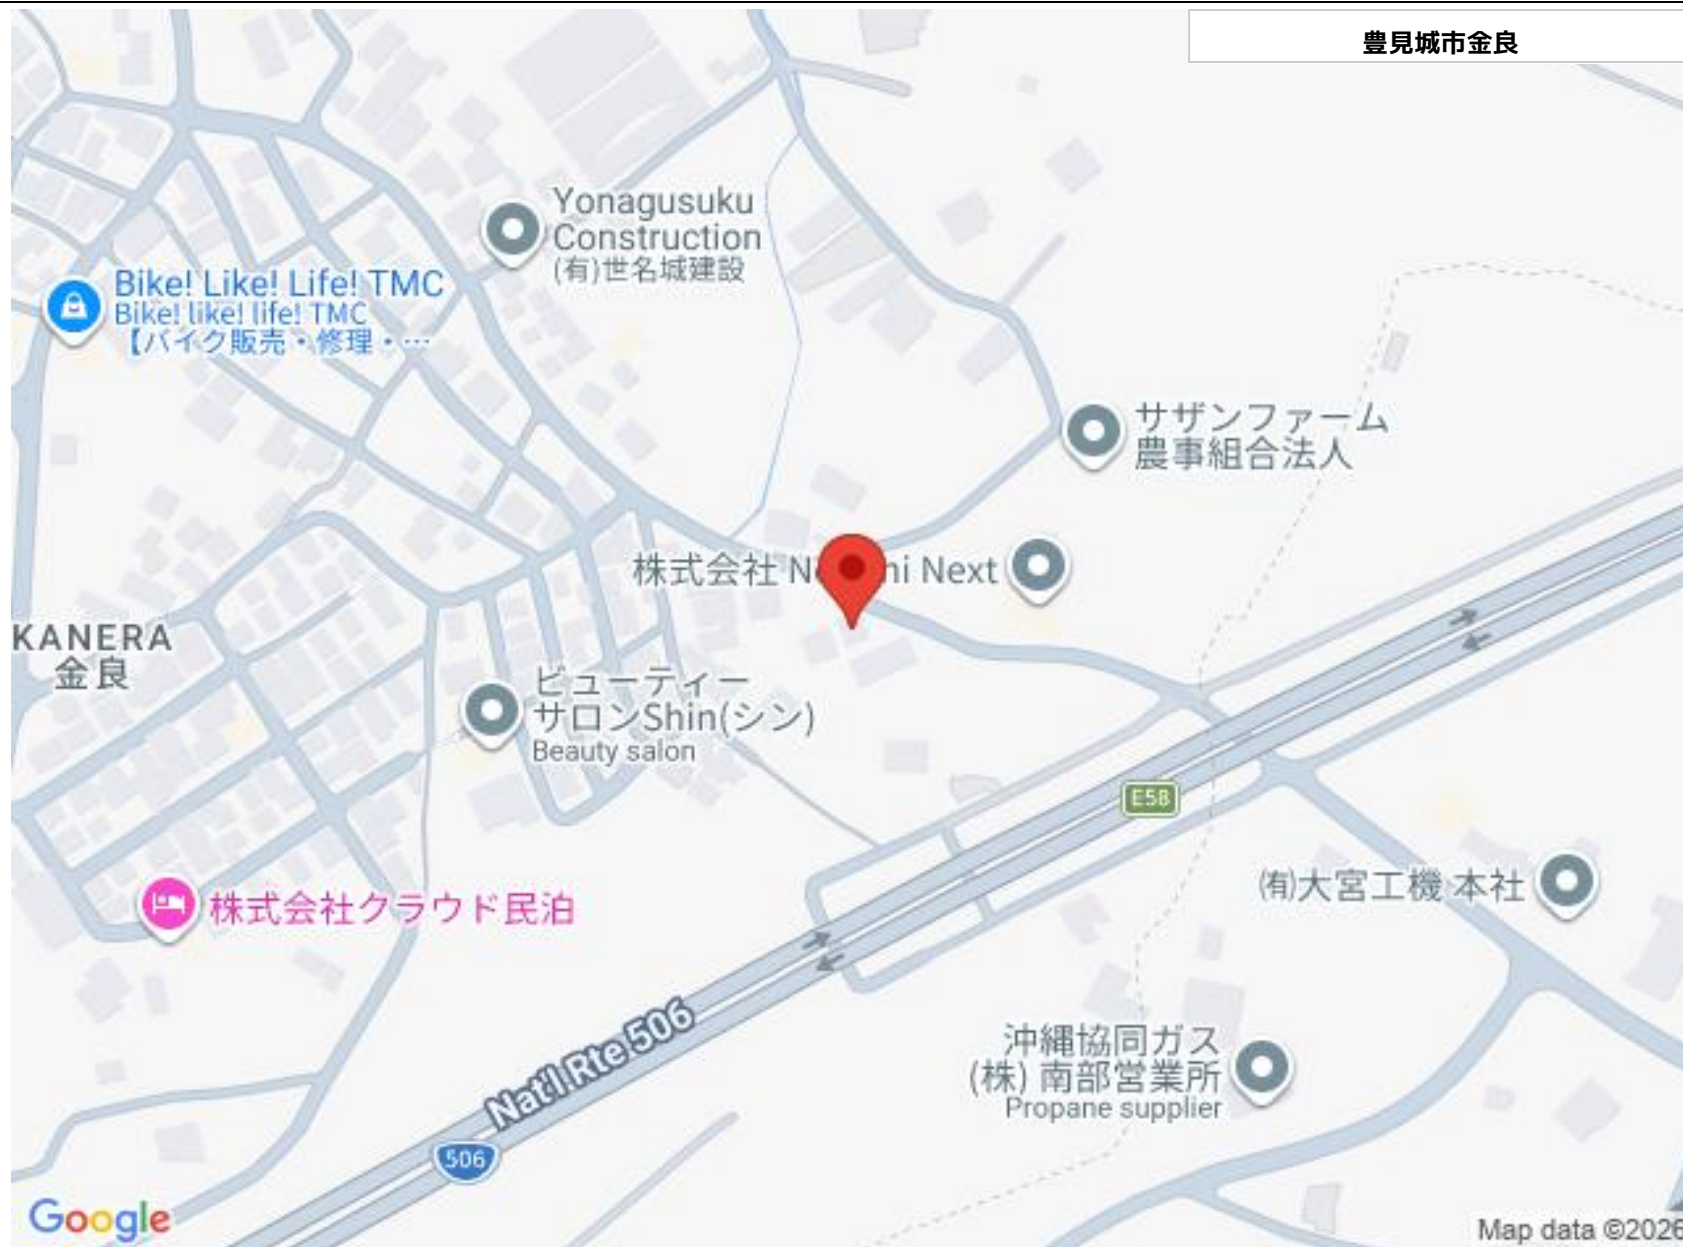 豊見城市金良
Yonagusuku
Construction
(有)世名城建設
Bike! Like! Life! TMC
Bike! like! life! TMC
【バイク販売・修理・…
サザンファーム
農事組合法人
株式会社 Next
KANERA
金良
ビューティー
サロンShin(シン)
Beauty salon
E58
(有)大宮工機 本社
株式会社クラウド民泊
Nat'l Rte 506
沖縄協同ガス
(株) 南部営業所
Propane supplier
506
Google
Map data ©2026